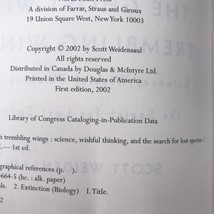 A division of Farrar, Straus and Giroux
19 Union Square West, New York 10003
Copyright © 2002 by Scott Weidensaul
All rights reserved
Distributed in Canada by Douglas & McIntyre Ltd.
Printed in the United States of America
First edition, 2002
Library of Congress Cataloging-in-Publication Data
trembling wings : science, wishful thinking, and the search for lost species
—1st ed.
graphical references (p. ).
664-5 (hc. : alk. paper)
2. Extinction (Biology) I. Title.